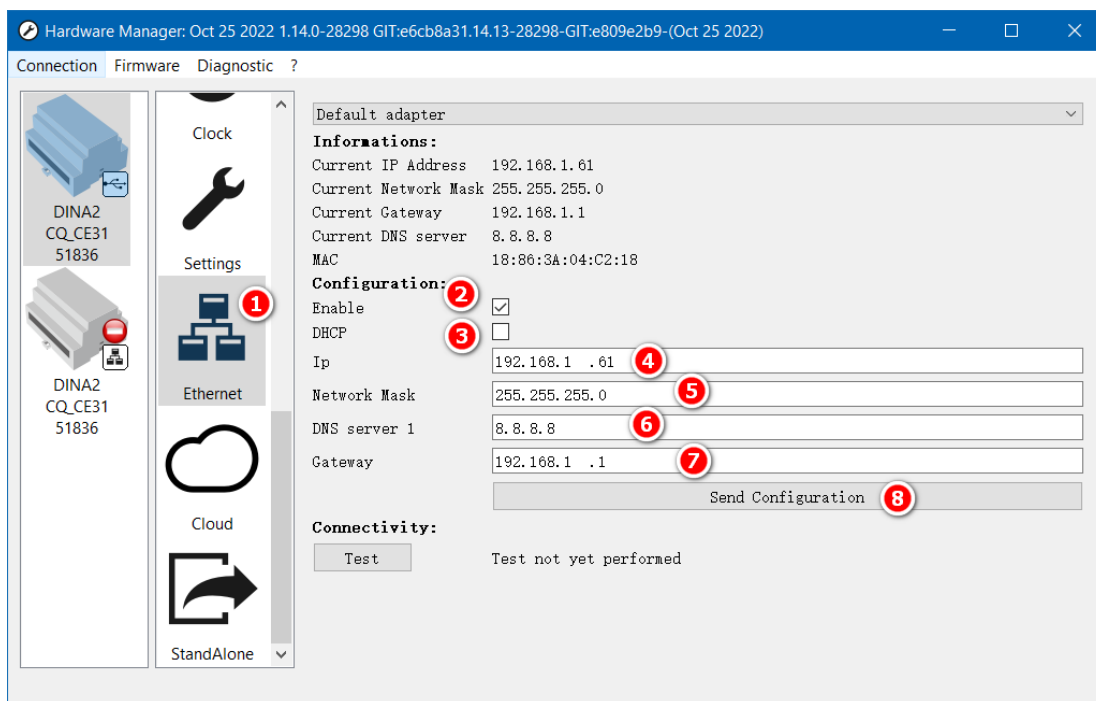 Hardware Manager: Oct 25 2022 1.14.0-28298 GIT:e6cb8a31.14.13-28298-GIT:e809e2b9-(Oct 25 2022)
Connection Firmware Diagnostic ?
DINA2
CQ_CE31
51836
DINA2
CQ_CE31
51836
Clock
Settings
1
Ethernet
Cloud
StandAlone
Default adapter
Informations:
Current IP Address 192.168.1.61
Current Network Mask 255.255.255.0
Current Gateway 192.168.1.1
Current DNS server 8.8.8.8
MAC 18:86:3A:04:C2:18
Configuration:
Enable 2
DHCP 3
Ip 192.168.1 .61 4
Network Mask 255.255.255.0 5
DNS server 1 8.8.8.8 6
Gateway 192.168.1 .1 7
Send Configuration 8
Connectivity:
Test Test not yet performed